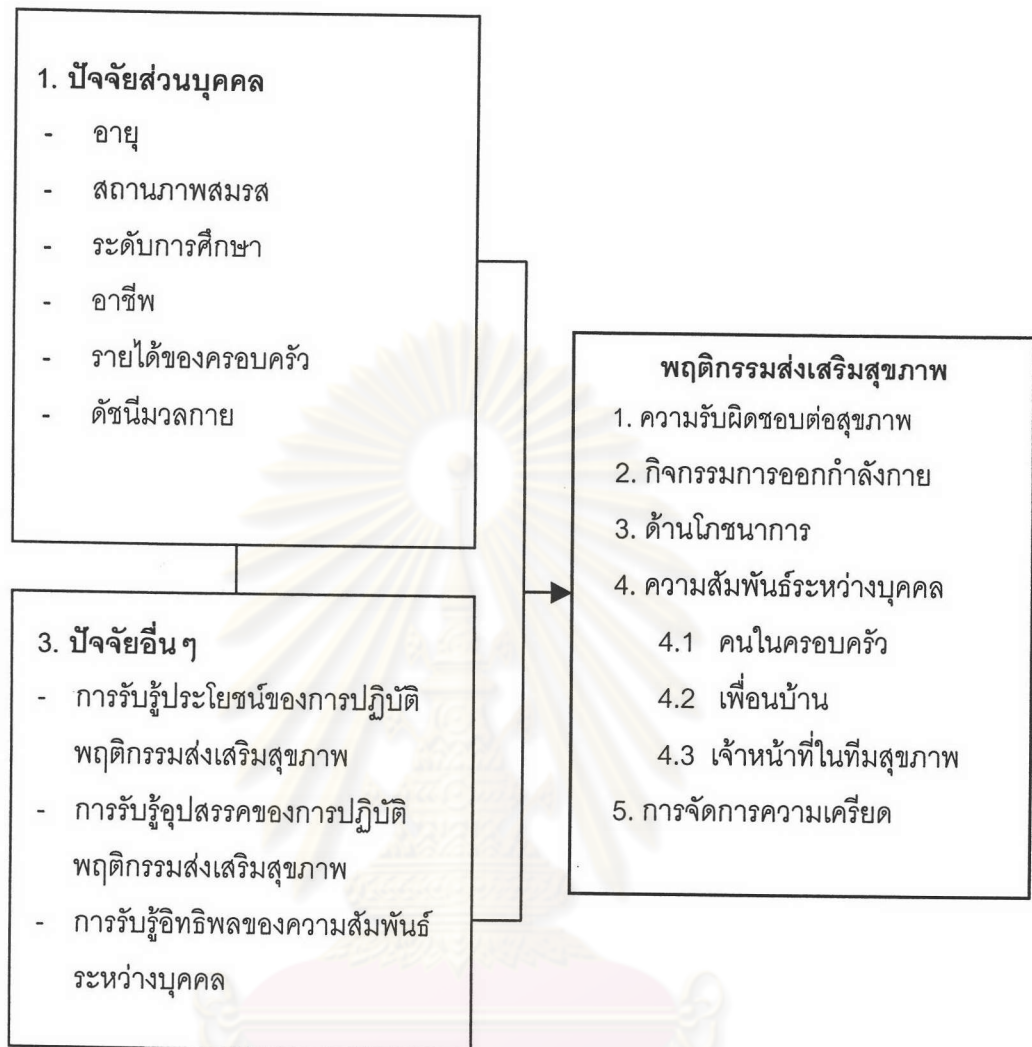 1. ปัจจัยส่วนบุคคล
- อายุ
- สถานภาพสมรส
- ระดับการศึกษา
- อาชีพ
- รายได้ของครอบครัว
- ดัชนีมวลกาย
3. ปัจจัยอื่นๆ
- การรับรู้ประโยชน์ของการปฏิบัติ
พฤติกรรมส่งเสริมสุขภาพ
- การรับรู้อุปสรรคของการปฏิบัติ
พฤติกรรมส่งเสริมสุขภาพ
- การรับรู้อิทธิพลของความสัมพันธ์
ระหว่างบุคคล
พฤติกรรมส่งเสริมสุขภาพ
1. ความรับผิดชอบต่อสุขภาพ
2. กิจกรรมการออกกำลังกาย
3. ด้านโภชนาการ
4. ความสัมพันธ์ระหว่างบุคคล
4.1 คนในครอบครัว
4.2 เพื่อนบ้าน
4.3 เจ้าหน้าที่ในทีมสุขภาพ
5. การจัดการความเครียด